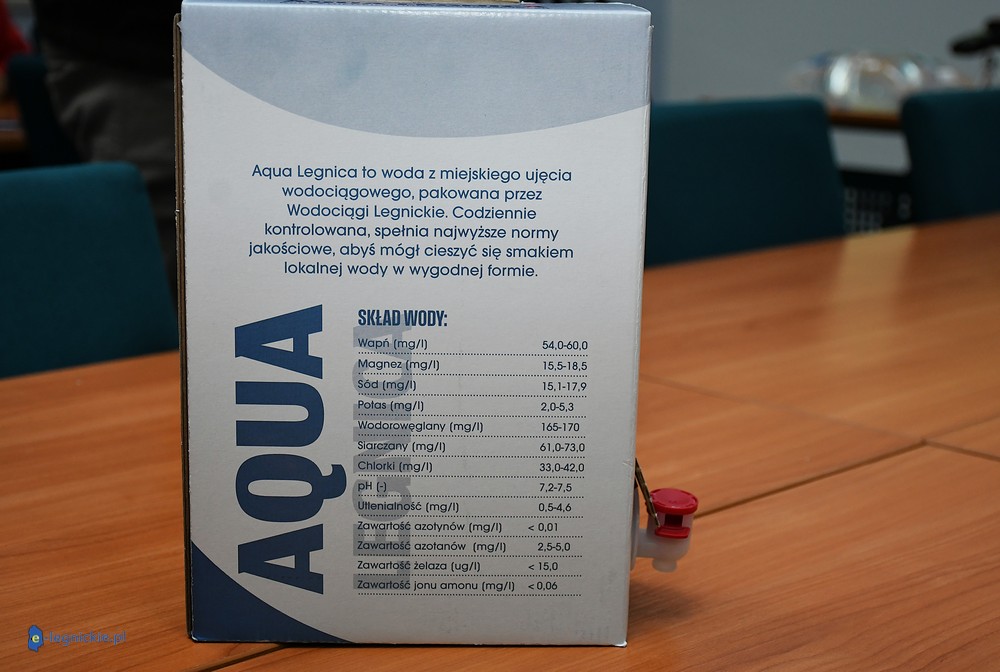 Aqua Legnica to woda z miejskiego ujęcia
wodociągowego, pakowana przez
Wodociągi Legnickie. Codziennie
kontrolowana, spełnia najwyższe normy
jakościowe, abyś mógł cieszyć się smakiem
lokalnej wody w wygodnej formie.
AQUA
LEGNICA
SKŁAD WODY:
Wapń (mg/l) 54,0-60,0
Magnez (mg/l) 15,5-18,5
Sód (mg/l) 15,1-17,9
Potas (mg/l) 2,0-5,3
Wodorowęglany (mg/l) 165-170
Siarczany (mg/l) 61,0-73,0
Chlorki (mg/l) 33,0-42,0
pH (-) 7,2-7,5
Utlenialność (mg/l) 0,5-4,6
Zawartość azotynów (mg/l) < 0,01
Zawartość azotanów (mg/l) 2,5-5,0
Zawartość żelaza (ug/l) < 15,0
Zawartość jonu amonu (mg/l) < 0,06
e-legnickie.pl